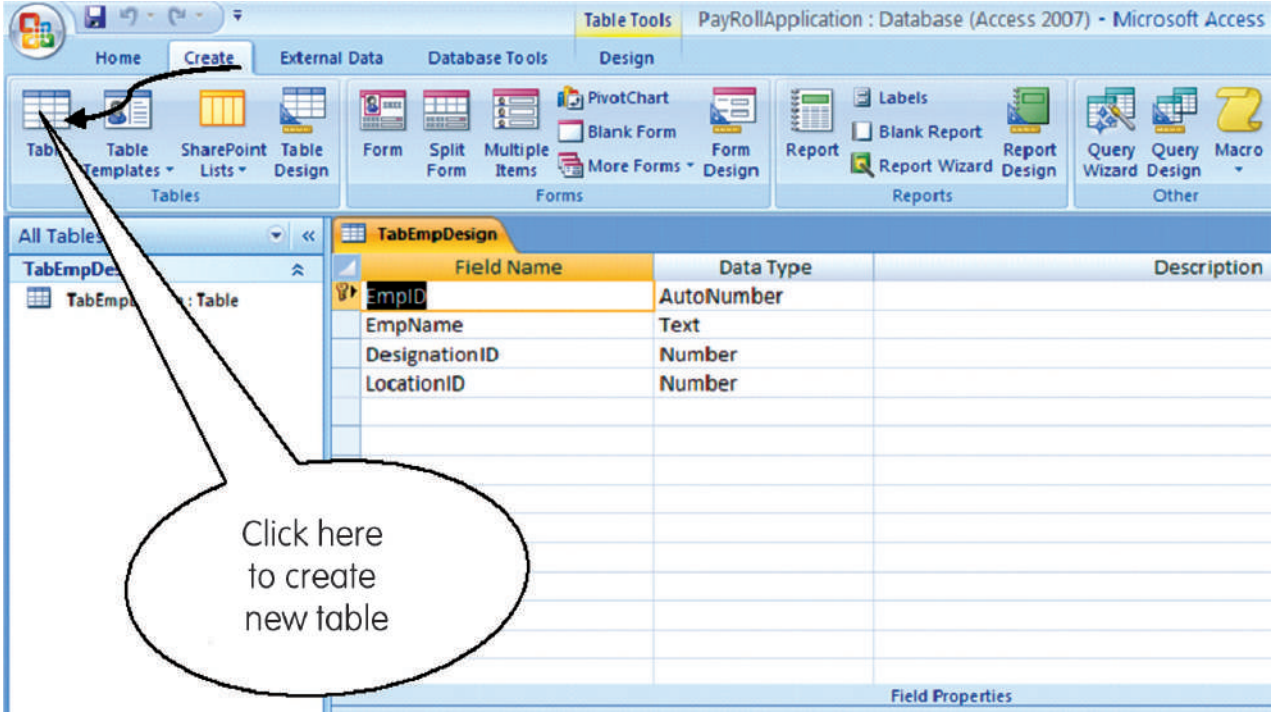 Table Tools PayRollApplication : Database (Access 2007) - Microsoft Access
Home Create External Data Database Tools Design
PivotChart Labels
Blank Form Blank Report
Table Table SharePoint Table Form Split Multiple More Forms Form Report Report Wizard Report Query Query Macro
Templates Lists Design Form Items Design Design Wizard Design
Tables Forms Reports Other
All Tables « TabEmpDesign
Field Name Data Type Description
EmpID AutoNumber
: Table
EmpName Text
DesignationID Number
LocationID Number
Click here
to create
new table
Field Properties